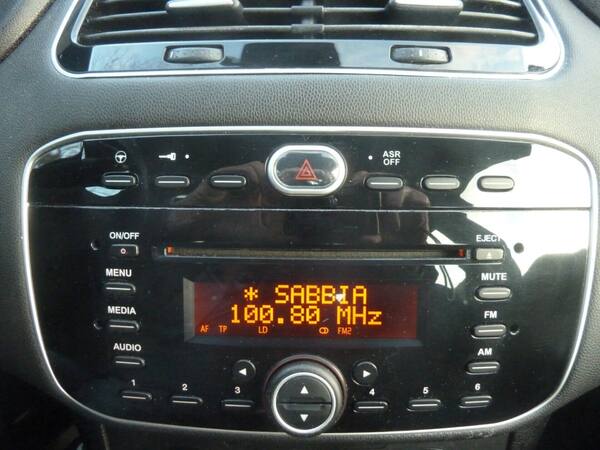 ASR
OFF
ON/OFF
EJECT
MENU
MUTE
* SABBIA
100.80 MHz
MEDIA
FM
AF TP LD CD FM2
AUDIO
AM
1 2 3 4 5 6